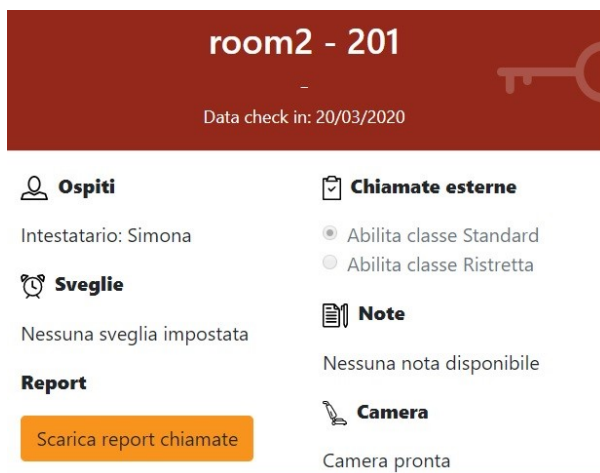 room2 - 201
-
Data check in: 20/03/2020
Ospiti
Intestatario: Simona
Sveglie
Nessuna sveglia impostata
Report
Scarica report chiamate
Chiamate esterne
Abilita classe Standard
Abilita classe Ristretta
Note
Nessuna nota disponibile
Camera
Camera pronta